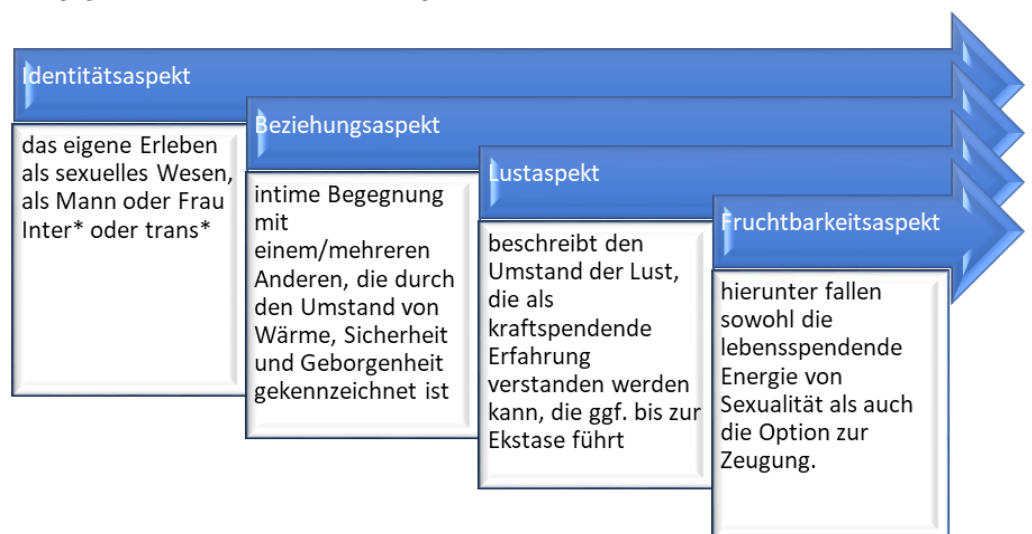 Identitätsaspekt
das eigene Erleben
als sexuelles Wesen,
als Mann oder Frau
Inter* oder trans*
Beziehungsaspekt
intime Begegnung
mit
einem/mehreren
Anderen, die durch
den Umstand von
Wärme, Sicherheit
und Geborgenheit
gekennzeichnet ist
Lustaspekt
beschreibt den
Umstand der Lust,
die als
kraftspendende
Erfahrung
verstanden werden
kann, die ggf. bis zur
Ekstase führt
Fruchtbarkeitsaspekt
hierunter fallen
sowohl die
lebensspendende
Energie von
Sexualität als auch
die Option zur
Zeugung.